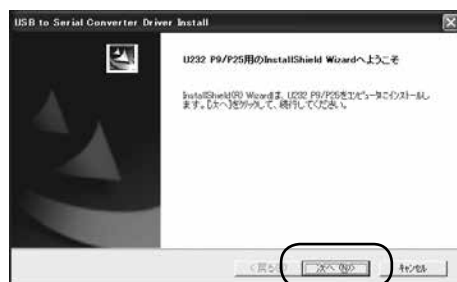 USB to Serial Converter Driver Install
U232 P9/P25用のInstallShield Wizardへようこそ
InstallShield(R) Wizardは、U232 P9/P25をコンピュータにインストールし
ます。[次へ]をクリックして、続行してください。
< 戻る(B)
次へ(N)>
キャンセル